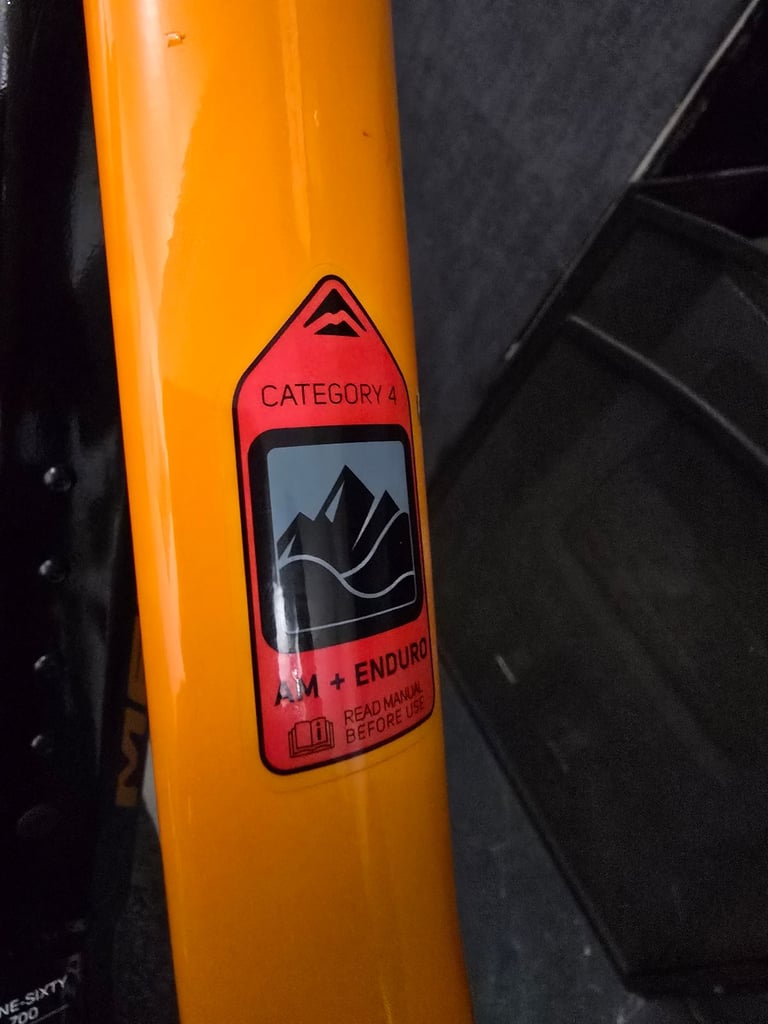 CATEGORY 4
AM + ENDURO
READ MANUAL
BEFORE USE
NE-SIXTY
700